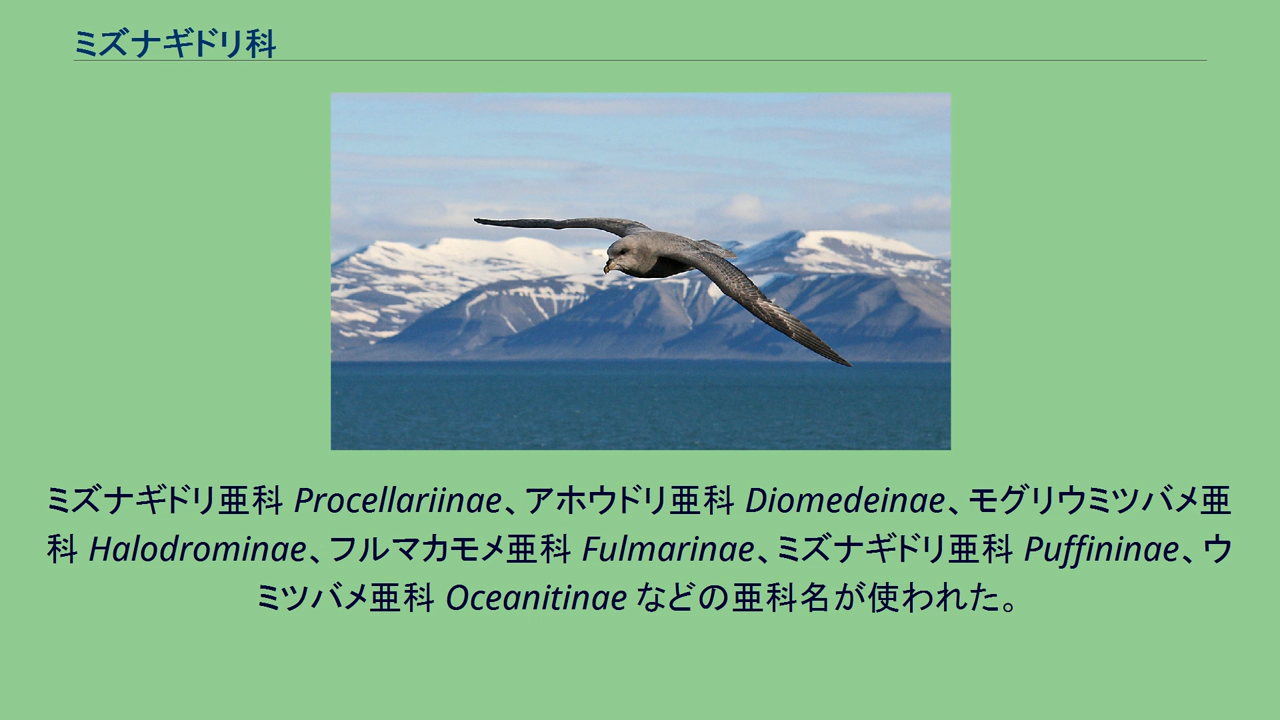 ミズナギドリ科
ミズナギドリ亜科 Procellariinae、アホウドリ亜科 Diomedeinae、モグリウミツバメ亜
科 Halodrominae、フルマカモメ亜科 Fulmarinae、ミズナギドリ亜科 Puffininae、ウ
ミツバメ亜科 Oceanitinae などの亜科名が使われた。